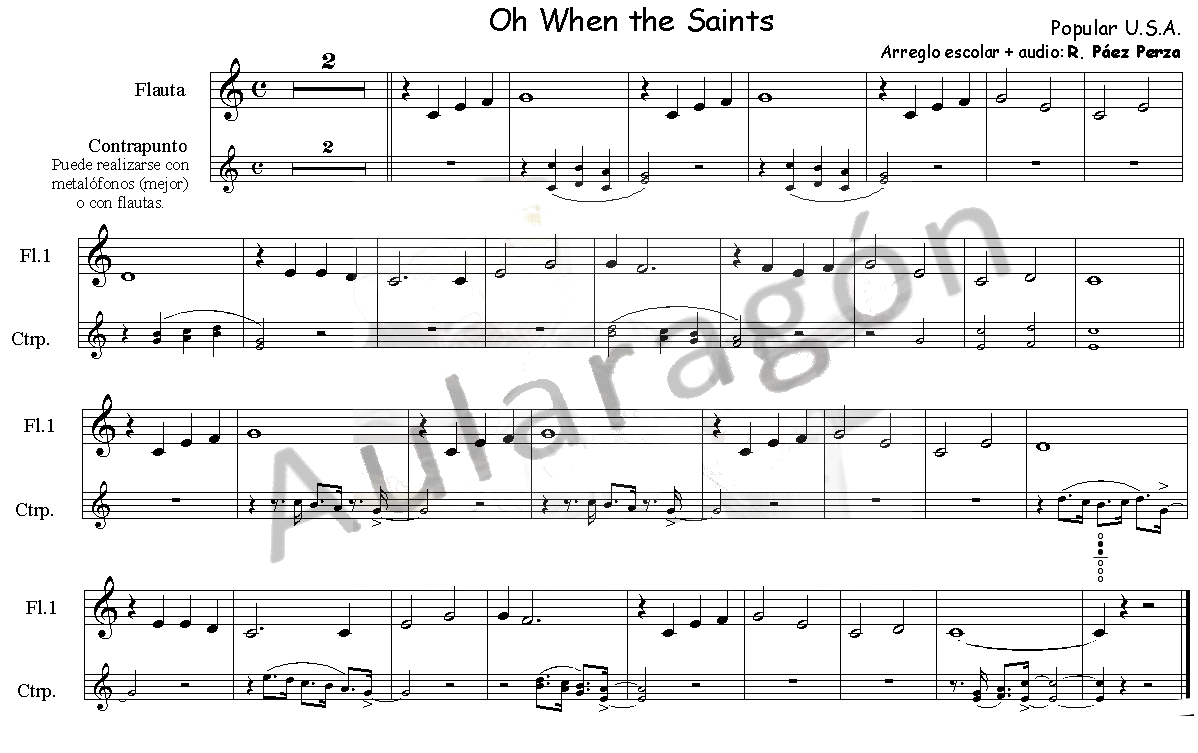 Oh When the Saints
Popular U.S.A.
Arreglo escolar + audio: R. Páez Perza
Flauta
2
Contrapunto
Puede realizarse con
metalófonos (mejor)
o con flautas.
2
Fl.1
Ctrp.
Aularagón
Fl.1
Ctrp.
Fl.1
Ctrp.